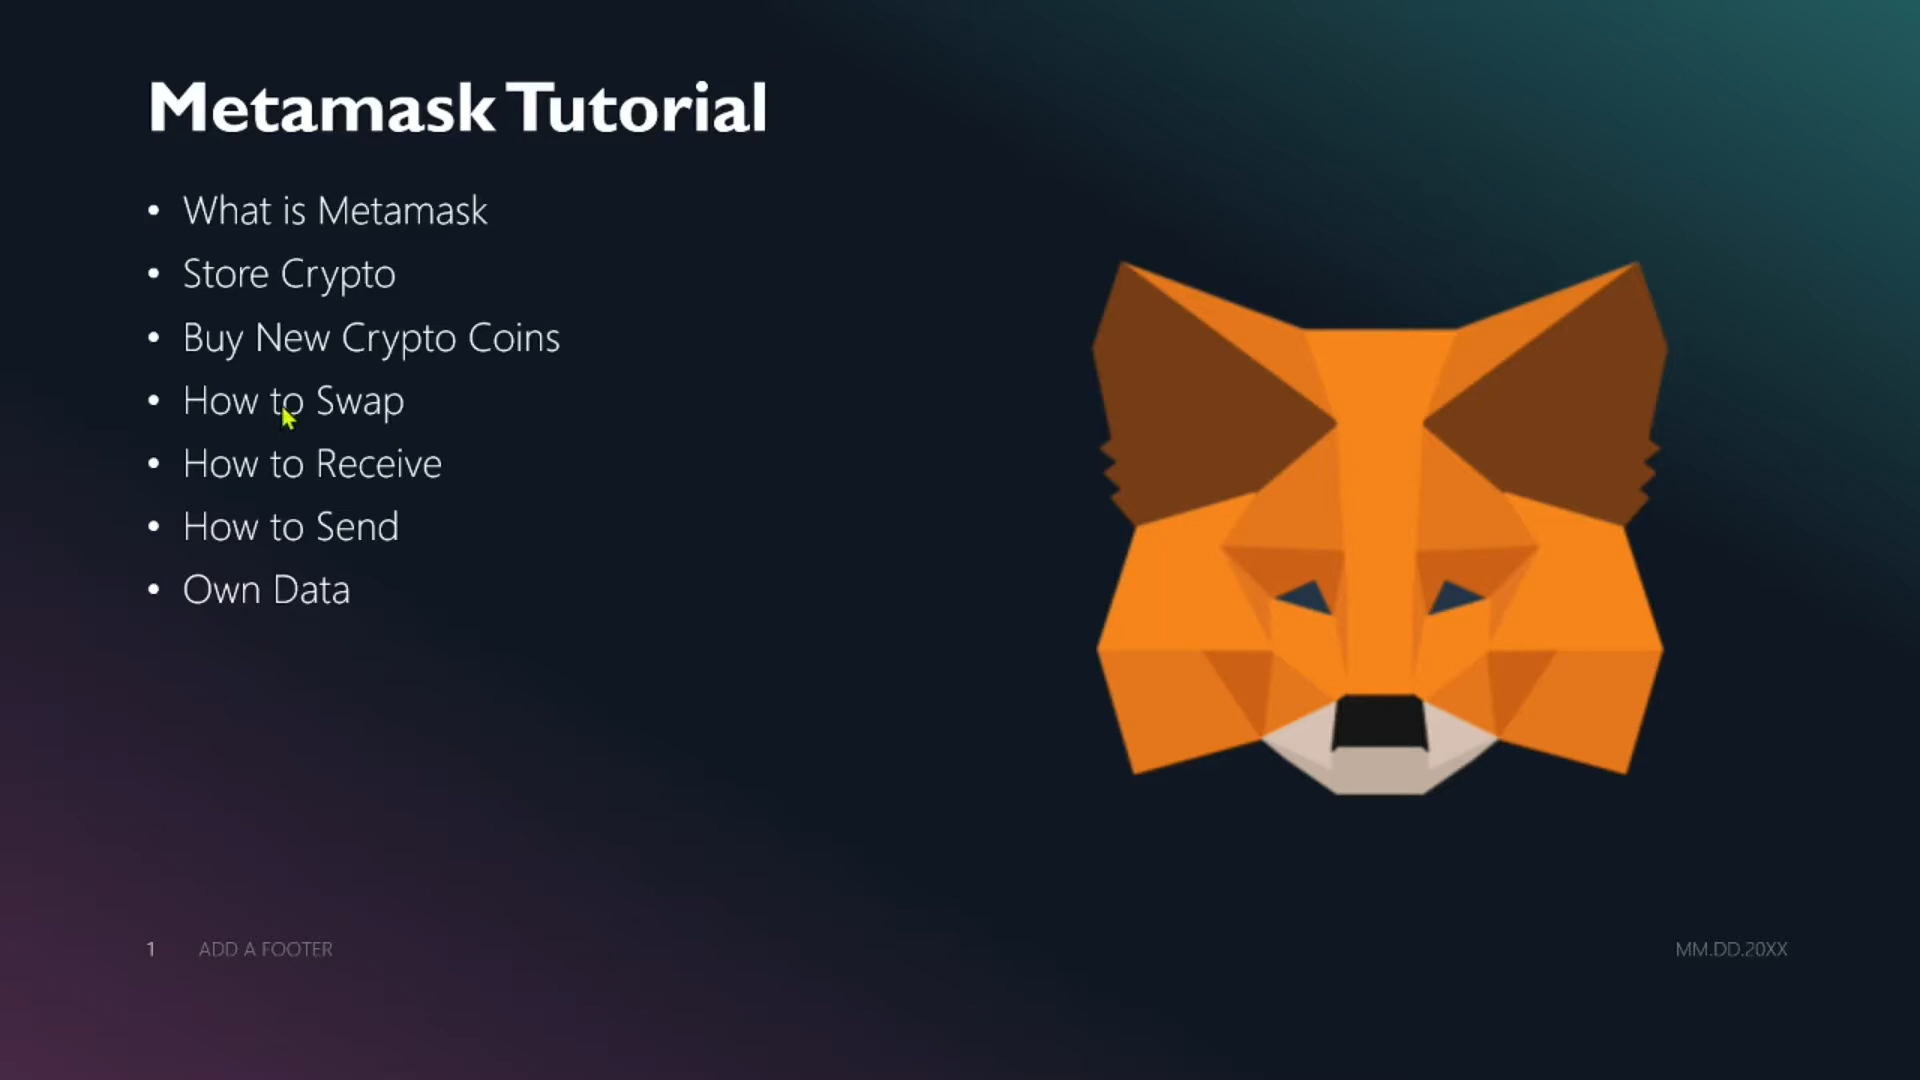 Metamask Tutorial
• What is Metamask
• Store Crypto
• Buy New Crypto Coins
• How to Swap
• How to Receive
• How to Send
• Own Data
1 ADD A FOOTER MM.DD.20XX